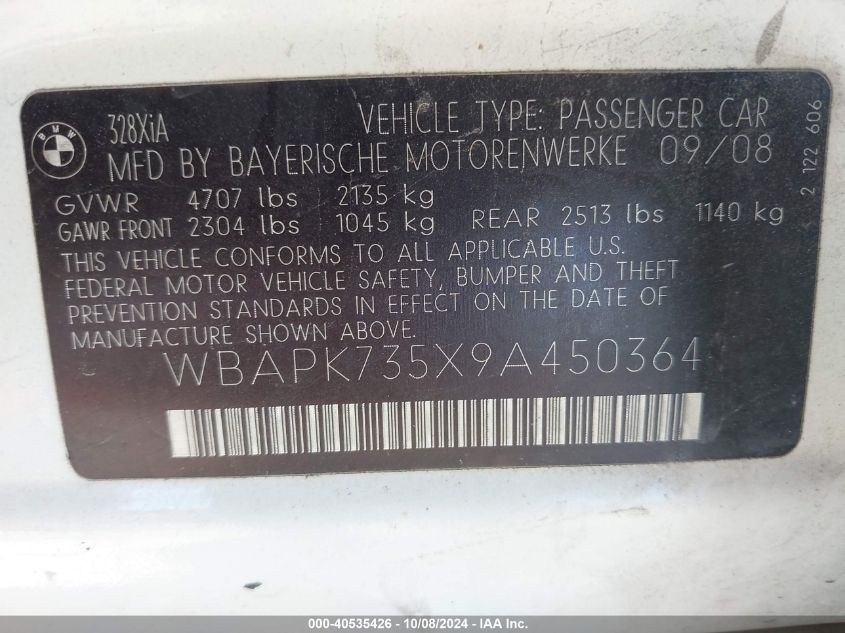 BMW 328XiA VEHICLE TYPE: PASSENGER CAR
MFD BY BAYERISCHE MOTORENWERKE 09/08
GVWR 4707 lbs 2135 kg
GAWR FRONT 2304 lbs 1045 kg REAR 2513 lbs 1140 kg
THIS VEHICLE CONFORMS TO ALL APPLICABLE U.S.
FEDERAL MOTOR VEHICLE SAFETY, BUMPER AND THEFT
PREVENTION STANDARDS IN EFFECT ON THE DATE OF
MANUFACTURE SHOWN ABOVE.
WBAPK735X9A450364
2 122 606
000-40535426 - 10/08/2024 - IAA Inc.